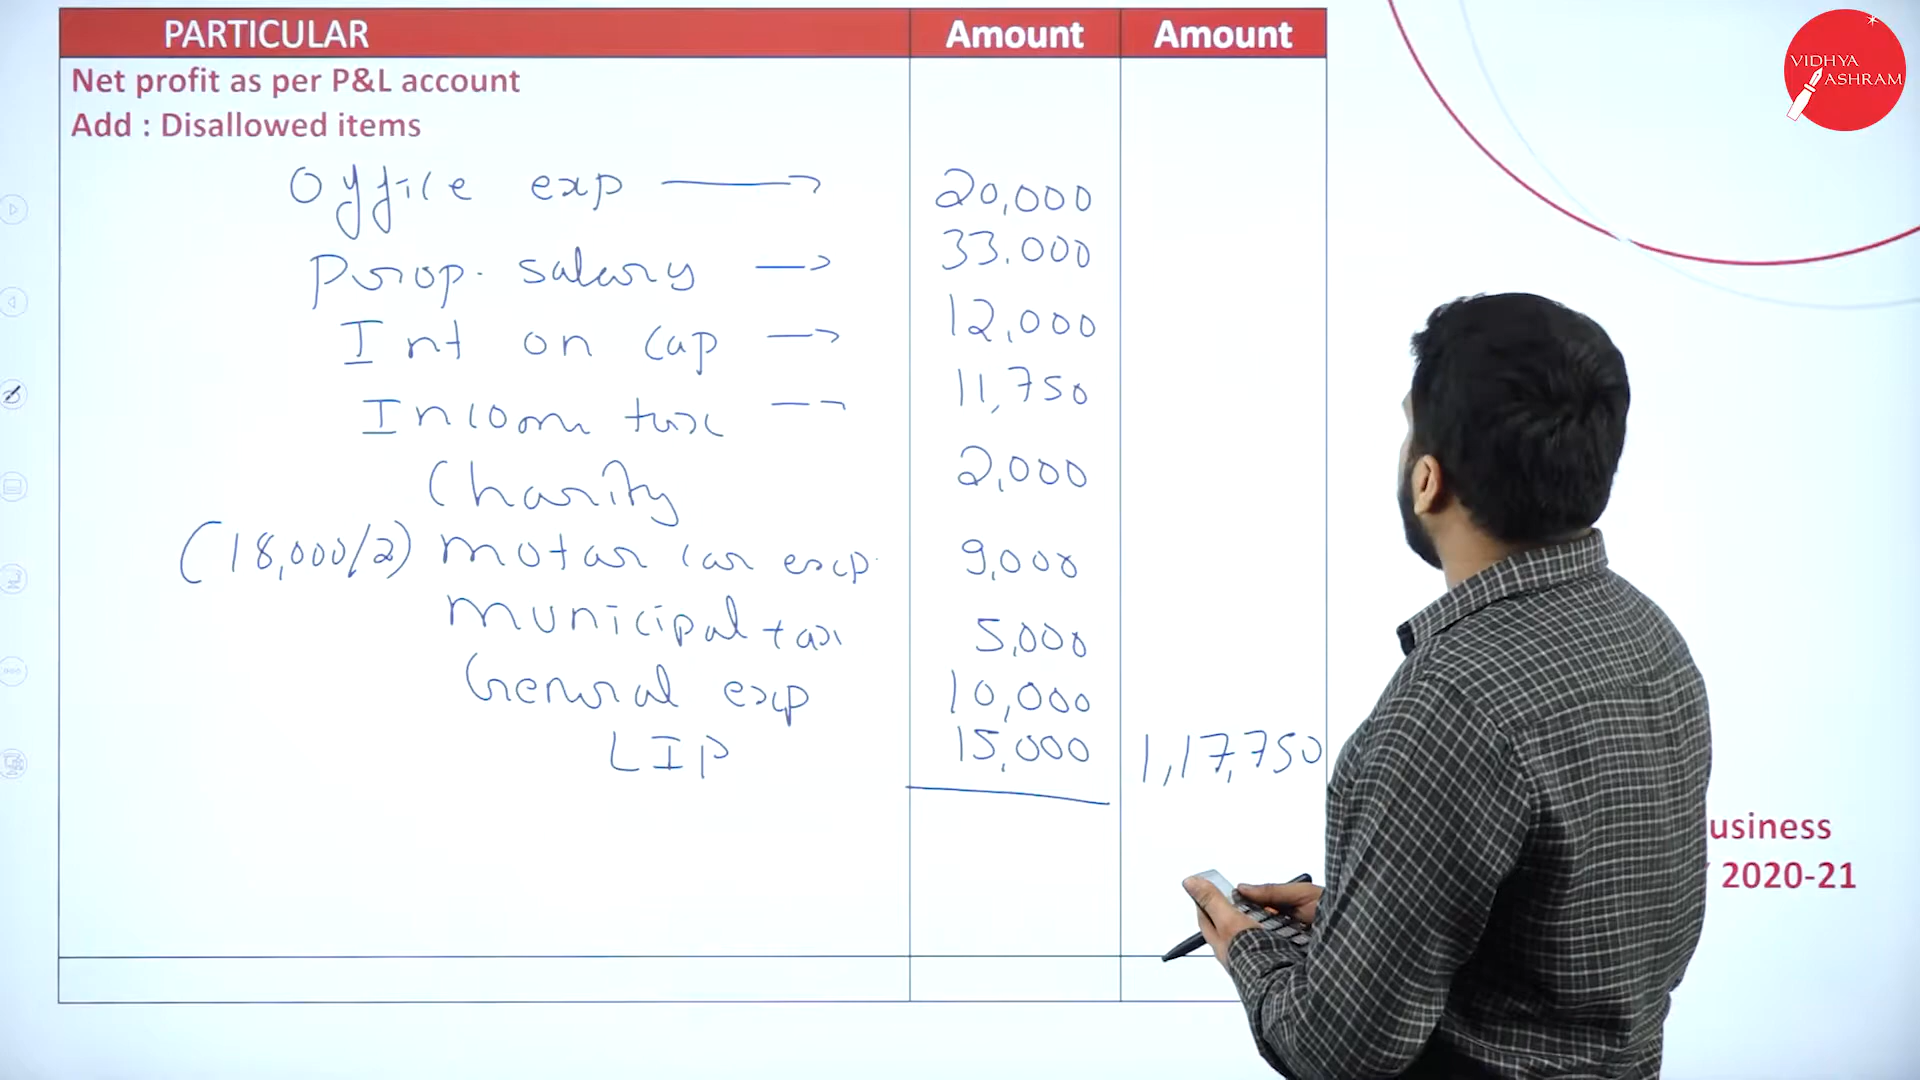 PARTICULAR Amount Amount
Net profit as per P&L account
Add : Disallowed items
Office exp 20,000
Prop. salary 33.000
Int on cap 12,000
Income tax 11,750
Charity 2,000
(18,000/2) motar car exp. 9,000
municipal tax 5,000
General exp 10,000
LIP 15,000 1,17,750
VIDHYA
ASHRAM
usiness
2020-21